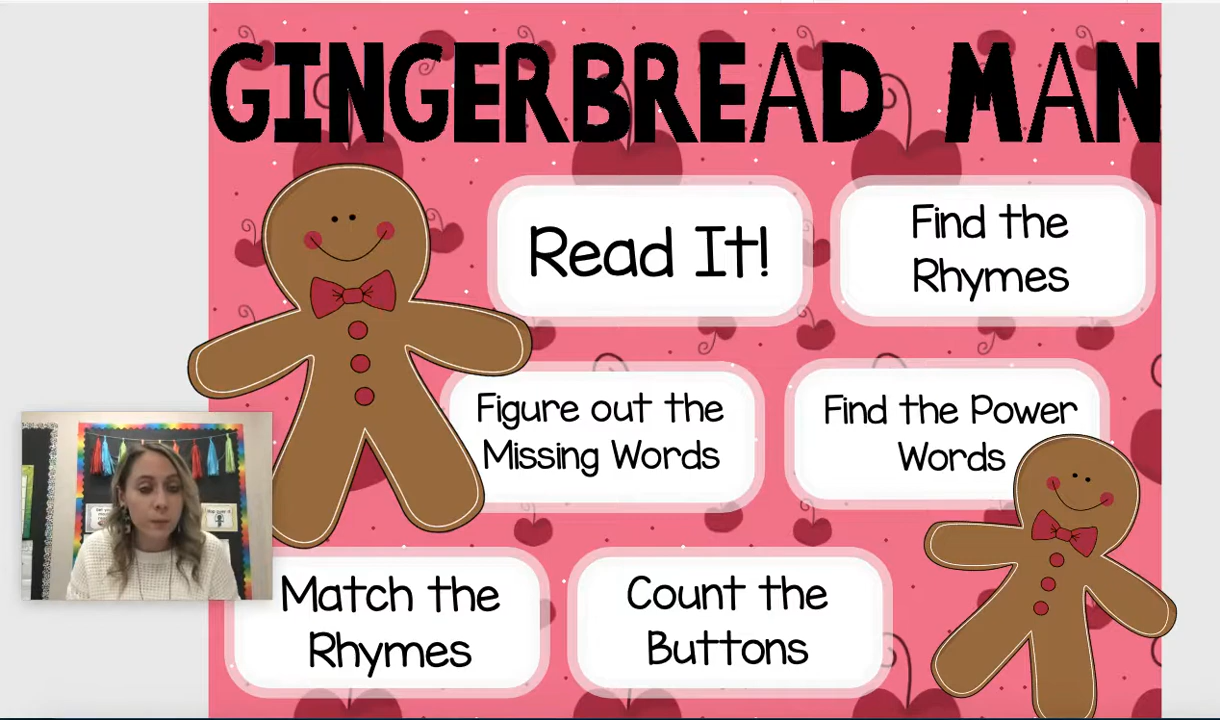 GINGERBREAD MAN
Read It!
Find the
Rhymes
Figure out the
Missing Words
Find the Power
Words
Match the
Rhymes
Count the
Buttons